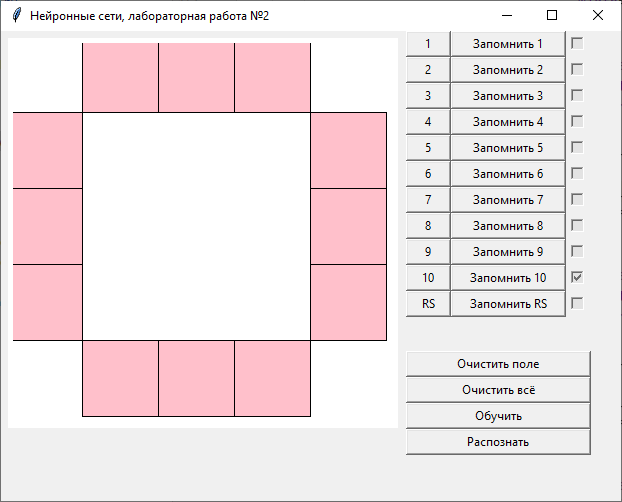 Нейронные сети, лабораторная работа №2
1 Запомнить 1
2 Запомнить 2
3 Запомнить 3
4 Запомнить 4
5 Запомнить 5
6 Запомнить 6
7 Запомнить 7
8 Запомнить 8
9 Запомнить 9
10 Запомнить 10
RS Запомнить RS
Очистить поле
Очистить всё
Обучить
Распознать